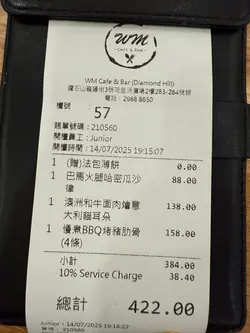 WM
CAFE & BAR
WM Cafe & Bar (Diamond Hill)
鑽石山龍蟠街3號荷里活廣場2樓283-284號舖
電話：2988 8650
檯號： 57
賬單號碼：210560
開檯員工：Junior
開檯時間：14/07/2025 19:15:07
1 (贈)法包薄餅 0.00
1 巴馬火腿哈密瓜沙 88.00
律
1 澳洲和牛面肉燴意 138.00
大利貓耳朵
1 慢煮BBQ烤豬肋骨 158.00
(4條)
小計 384.00
10% Service Charge 38.40
總計 422.00
Junior : 14/07/2025 19:18:22
210560